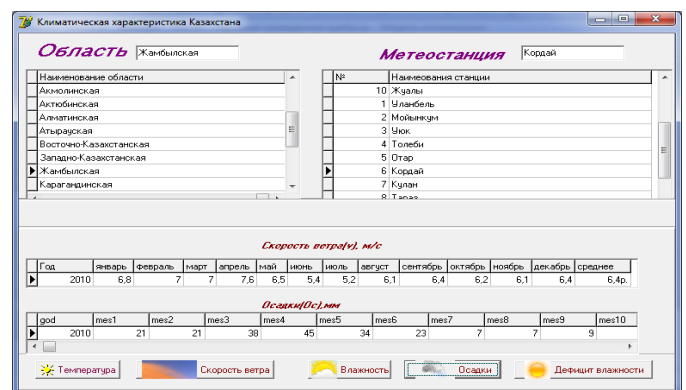 Климатическая характеристика Казахстана
Область Жамбылская
Метеостанция Кордай
Наименование области
Акмолинская
Актюбинская
Алматинская
Атырауская
Восточно-Казахстанская
Западно-Казахстанская
Жамбылская
Карагандинская
№ Наимеования станции
10 Жуалы
1 Уланбель
2 Мойынкум
3 Уюк
4 Толеби
5 Отар
6 Кордай
7 Кулан
8 Тараз
Скорость ветра(v), м/с
Год январь февраль март апрель май июнь июль август сентябрь октябрь ноябрь декабрь среднее
2010 6,8 7 7 7,6 6,5 5,4 5,2 6,1 6,4 6,2 6,1 6,4 6,4р.
Осадки(Ос),мм
god mes1 mes2 mes3 mes4 mes5 mes6 mes7 mes8 mes9 mes10
2010 21 21 38 45 34 23 7 7 9
Температура Скорость ветра Влажность Осадки Дефицит влажности